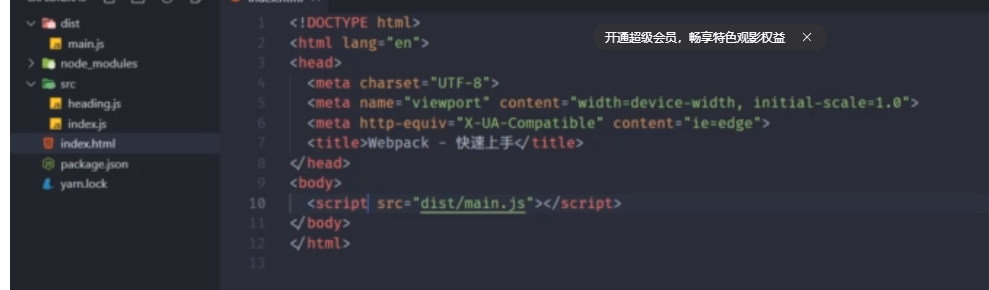 dist
main.js
node_modules
src
heading.js
index.js
index.html
package.json
yarn.lock
index.html
1 <!DOCTYPE html>
2 <html lang="en">
3 <head>
4 <meta charset="UTF-8">
5 <meta name="viewport" content="width=device-width, initial-scale=1.0">
6 <meta http-equiv="X-UA-Compatible" content="ie=edge">
7 <title>Webpack - 快速上手</title>
8 </head>
9 <body>
10 <script src="dist/main.js"></script>
11 </body>
12 </html>
13
开通超级会员，畅享特色观影权益